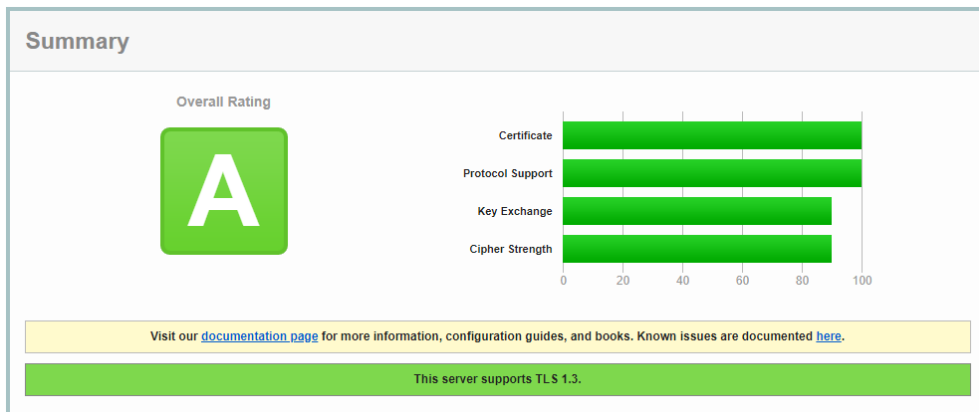 Summary
Overall Rating
A
Certificate
Protocol Support
Key Exchange
Cipher Strength
0 20 40 60 80 100
Visit our documentation page for more information, configuration guides, and books. Known issues are documented here.
This server supports TLS 1.3.